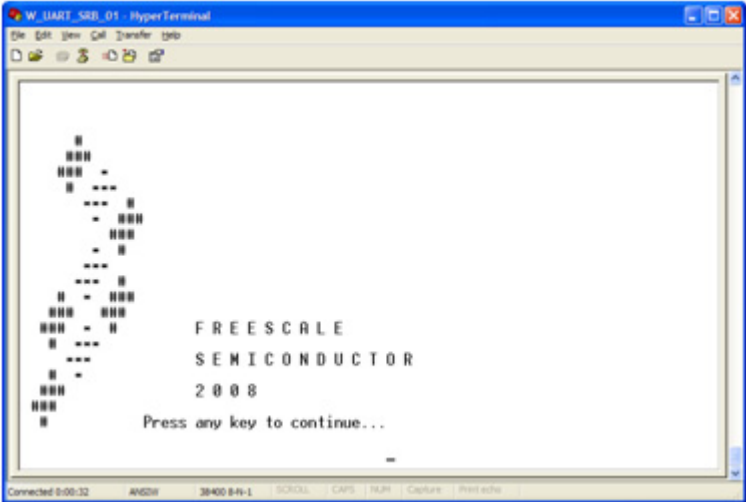 W_UART_SRB_01 - HyperTerminal
File Edit View Call Transfer Help
F R E E S C A L E
S E M I C O N D U C T O R
2 0 0 8
Press any key to continue...
Connected 0:00:32 ANSIW 38400 8-N-1 SCROLL CAPS NUM Capture Print echo